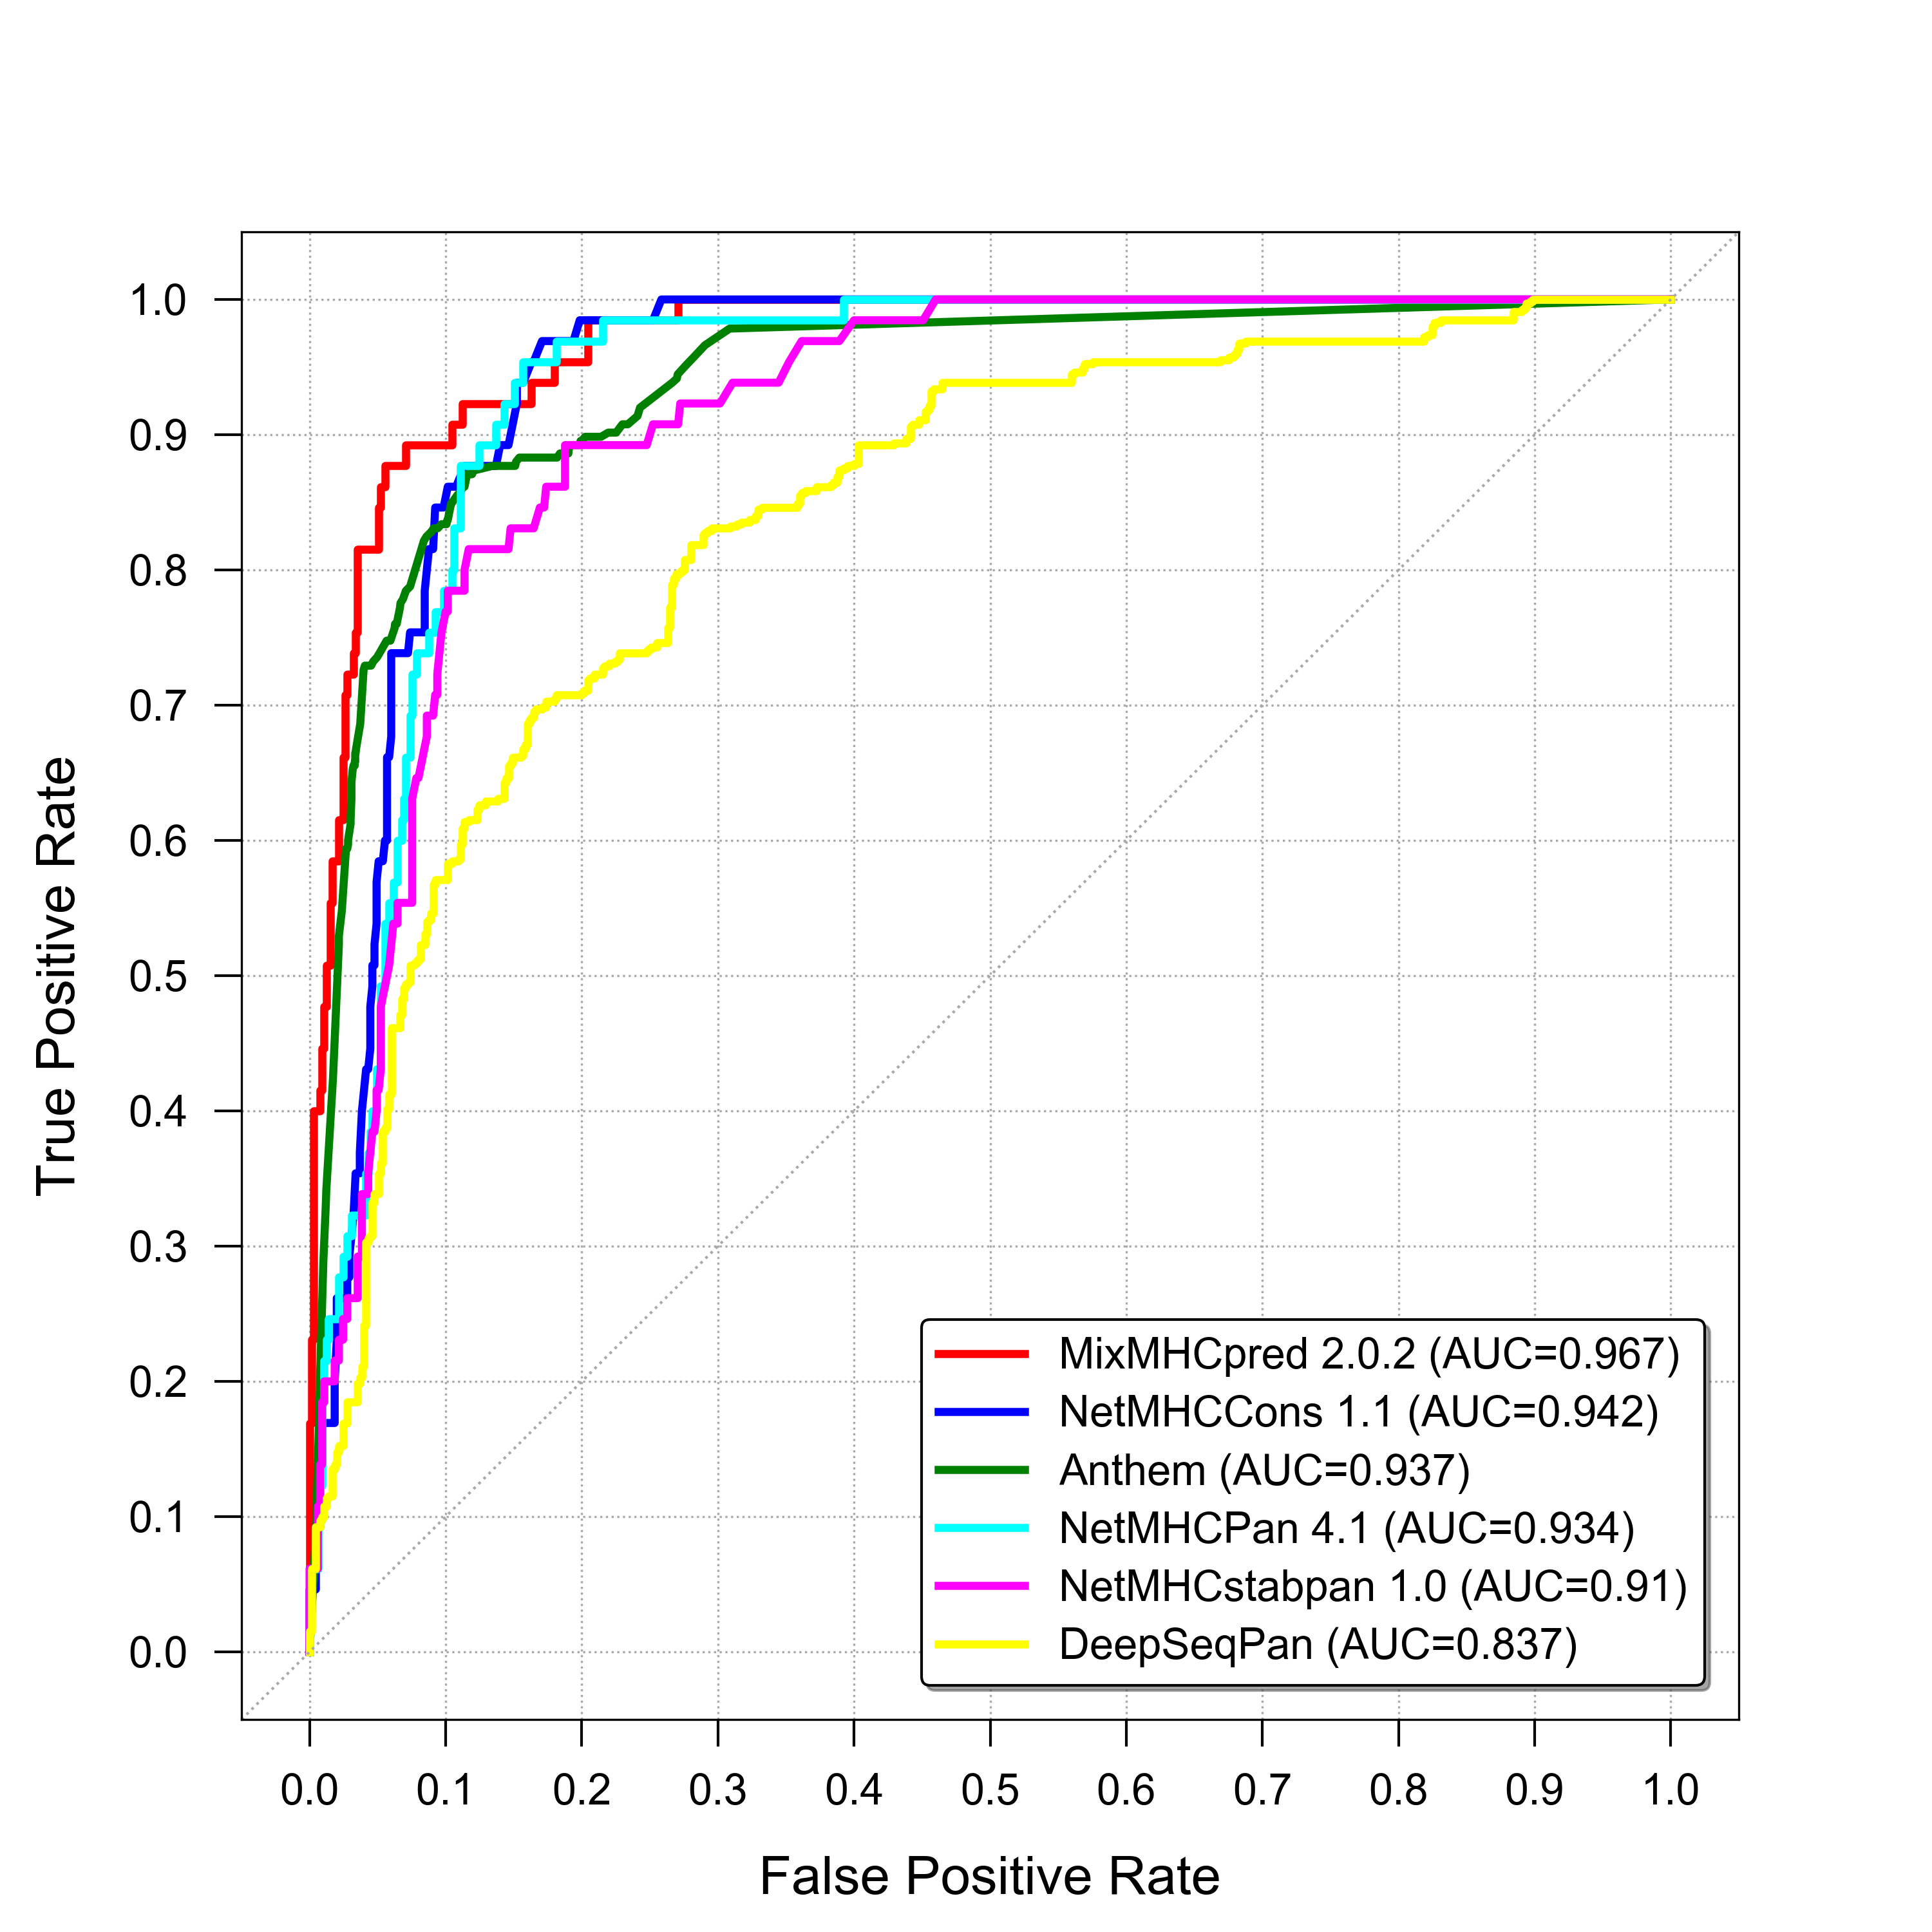 True Positive Rate
1.0
0.9
0.8
0.7
0.6
0.5
0.4
0.3
0.2
0.1
0.0
MixMHCpred 2.0.2 (AUC=0.967)
NetMHCCons 1.1 (AUC=0.942)
Anthem (AUC=0.937)
NetMHCPan 4.1 (AUC=0.934)
NetMHCstabpan 1.0 (AUC=0.91)
DeepSeqPan (AUC=0.837)
0.0 0.1 0.2 0.3 0.4 0.5 0.6 0.7 0.8 0.9 1.0
False Positive Rate